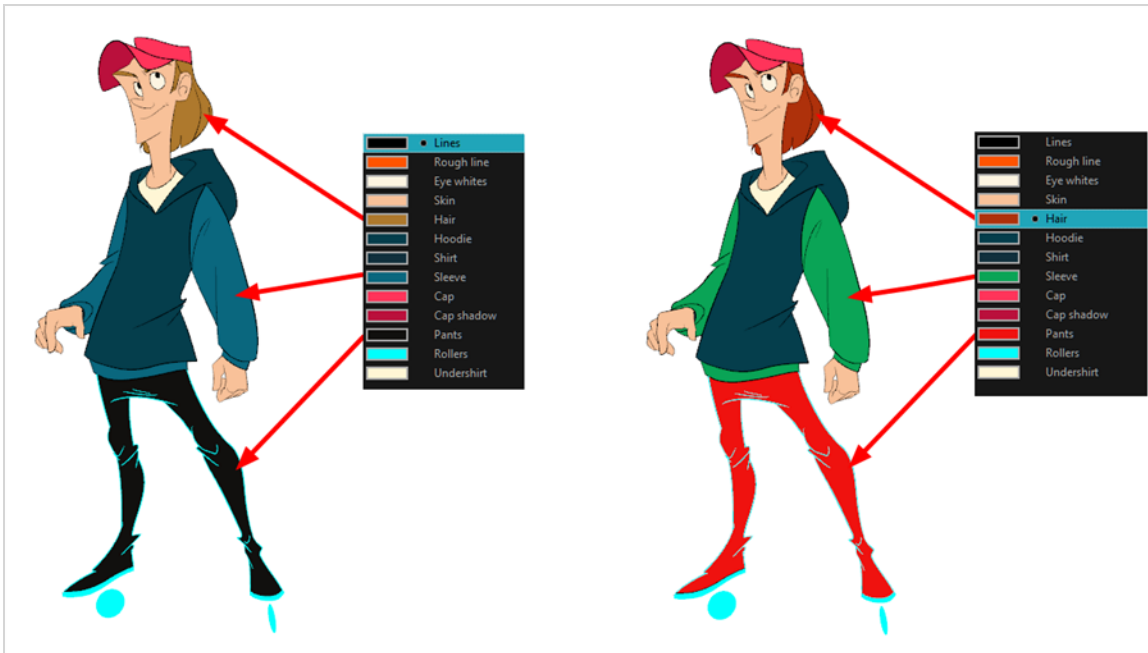 Lines
Rough line
Eye whites
Skin
Hair
Hoodie
Shirt
Sleeve
Cap
Cap shadow
Pants
Rollers
Undershirt
Lines
Rough line
Eye whites
Skin
Hair
Hoodie
Shirt
Sleeve
Cap
Cap shadow
Pants
Rollers
Undershirt